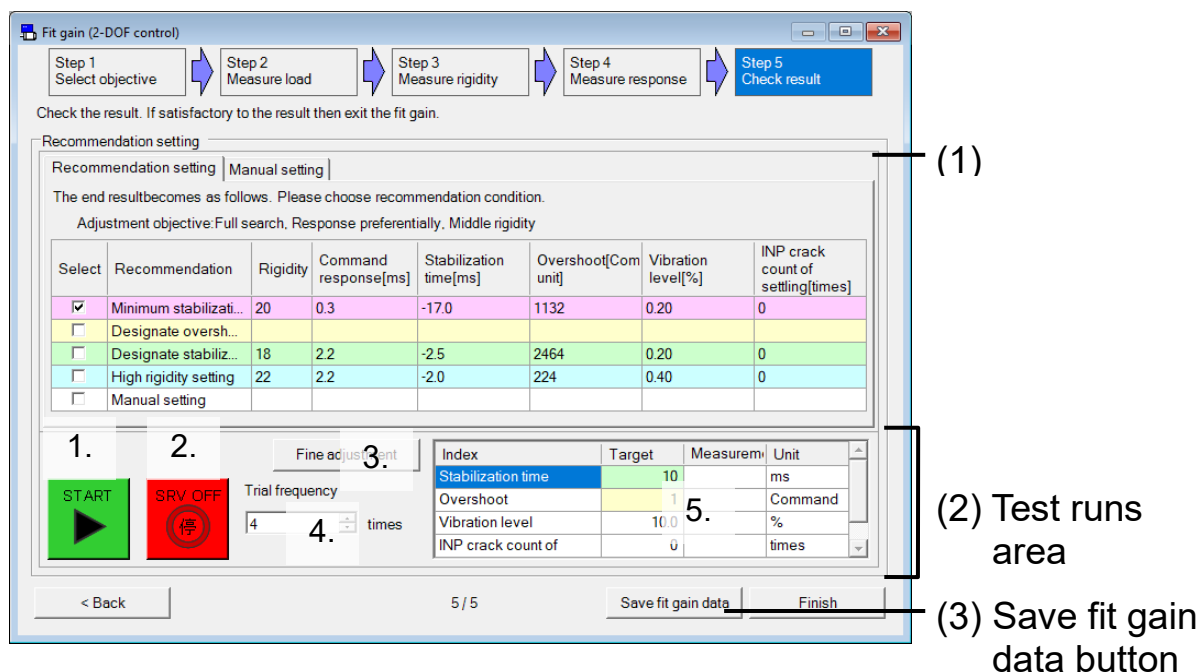 Fit gain (2-DOF control)
Step 1
Select objective
Step 2
Measure load
Step 3
Measure rigidity
Step 4
Measure response
Step 5
Check result
Check the result. If satisfactory to the result then exit the fit gain.
Recommendation setting
(1)
Recommendation setting Manual setting
The end resultbecomes as follows. Please choose recommendation condition.
Adjustment objective:Full search, Response preferentially, Middle rigidity
Select Recommendation Rigidity Command response[ms] Stabilization time[ms] Overshoot[Com unit] Vibration level[%] INP crack count of settling[times]
Minimum stabilizati... 20 0.3 -17.0 1132 0.20 0
Designate oversh...
Designate stabiliz... 18 2.2 -2.5 2464 0.20 0
High rigidity setting 22 2.2 -2.0 224 0.40 0
Manual setting
1. 2. Fine adjustment 3.
START
SRV OFF
停
Trial frequency
4 times
4.
Index Target Measurem Unit
Stabilization time 10 ms
Overshoot 1 Command
5.
Vibration level 10.0 %
INP crack count of 0 times
(2) Test runs
area
< Back 5 / 5 Save fit gain data Finish
(3) Save fit gain
data button